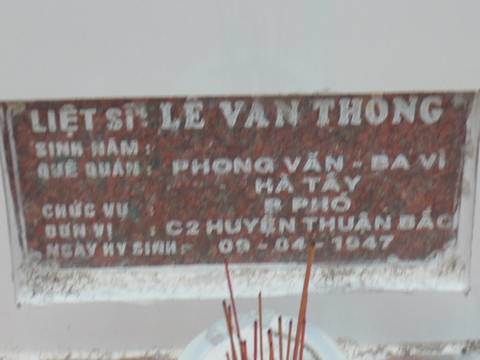 LIỆT SĨ: LÊ VAN THONG
SINH NĂM :
QUÊ QUÁN : PHONG VÂN - BA VÌ
HÀ TÂY
CHỨC VỤ : B PHÓ
ĐƠN VỊ : C2 HUYỆN THUẬN BẮC
NGÀY HY SINH : 09 - 04 - 1947